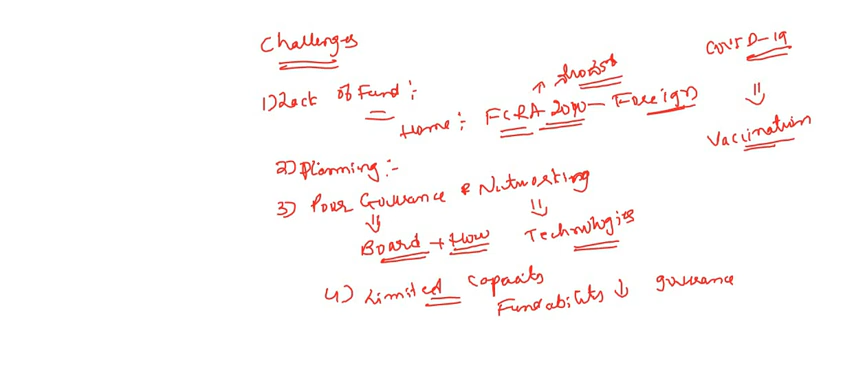 Challenges
COVID-19
1) Lack of Fund :-
Home :- FCRA 2010 - Foreign
Vaccination
2) Planning :-
3) Poor Governance & Networking
Board + How
Technologies
4) Limited Capacity
Fundability ↓ governance